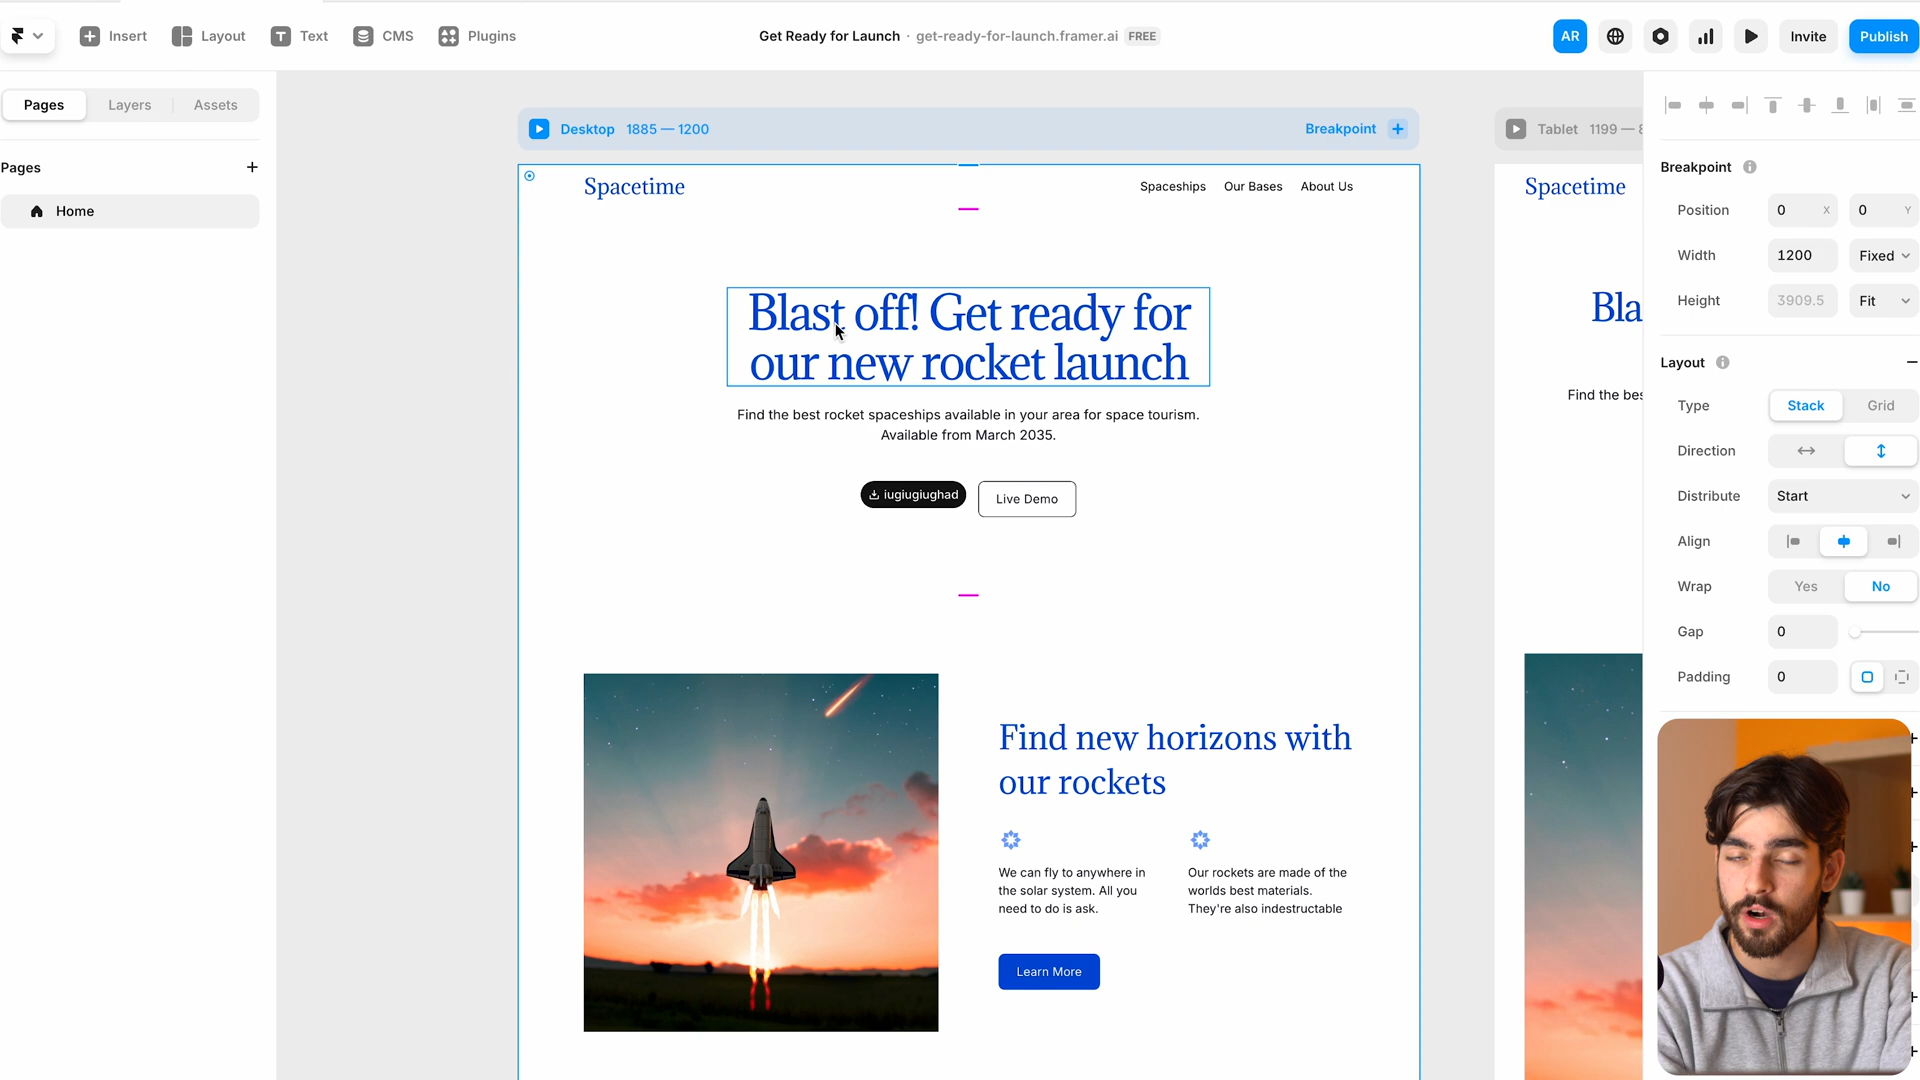 Insert
Layout
Text
CMS
Plugins
Get Ready for Launch · get-ready-for-launch.framer.ai FREE
AR
Invite
Publish
Pages
Layers
Assets
Pages
Home
Desktop 1885 — 1200
Breakpoint
Spacetime
Spaceships
Our Bases
About Us
Blast off! Get ready for
our new rocket launch
Find the best rocket spaceships available in your area for space tourism.
Available from March 2035.
iugiugiughad
Live Demo
Find new horizons with
our rockets
We can fly to anywhere in
the solar system. All you
need to do is ask.
Our rockets are made of the
worlds best materials.
They're also indestructable
Learn More
Tablet 1199 —
Spacetime
Bla
Find the bes
Breakpoint
Position 0 X 0 Y
Width 1200 Fixed
Height 3909.5 Fit
Layout
Type Stack Grid
Direction
Distribute Start
Align
Wrap Yes No
Gap 0
Padding 0